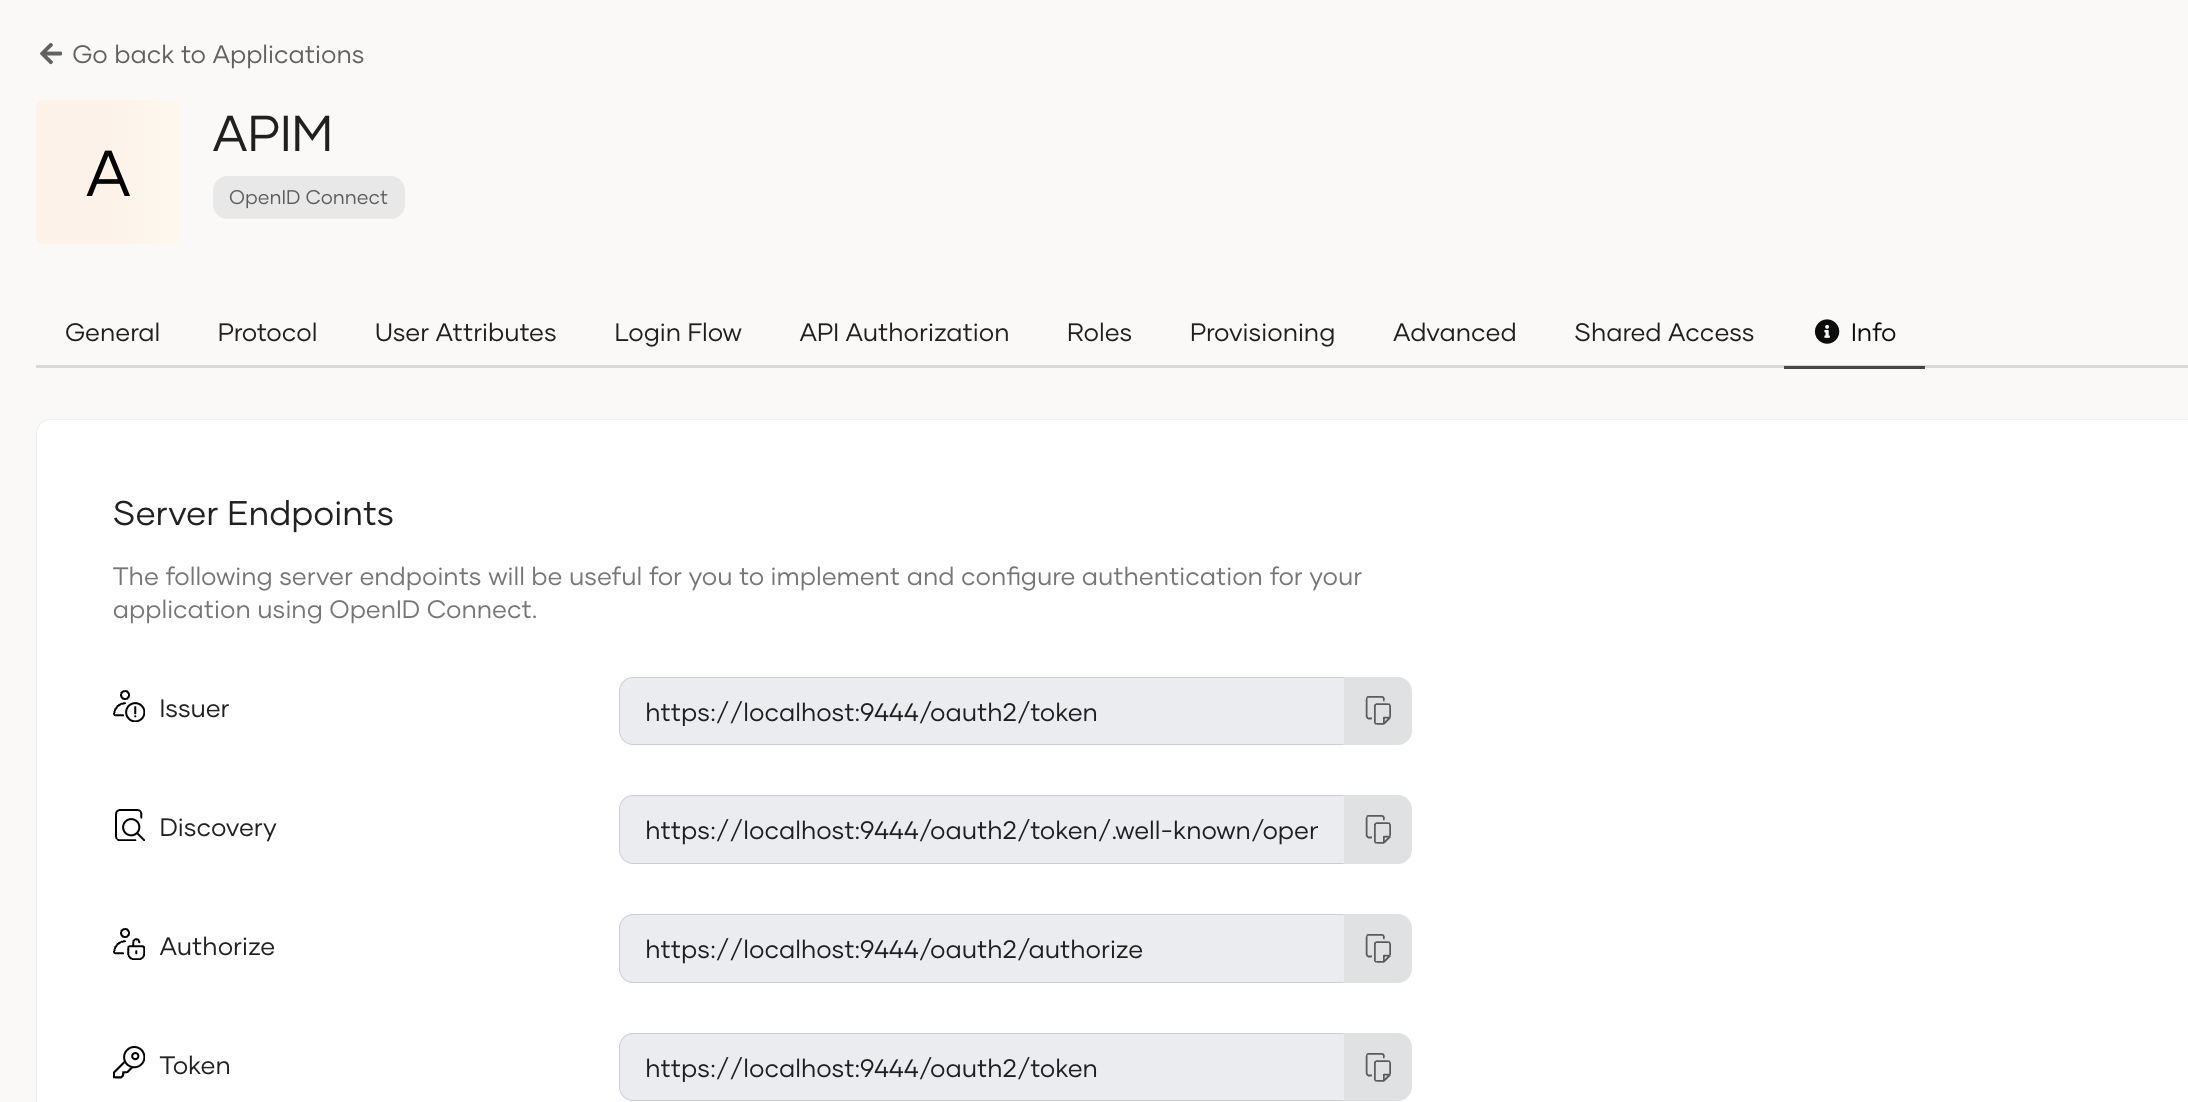 Go back to Applications
A
APIM
OpenID Connect
General
Protocol
User Attributes
Login Flow
API Authorization
Roles
Provisioning
Advanced
Shared Access
Info
Server Endpoints
The following server endpoints will be useful for you to implement and configure authentication for your
application using OpenID Connect.
Issuer
https://localhost:9444/oauth2/token
Discovery
https://localhost:9444/oauth2/token/.well-known/oper
Authorize
https://localhost:9444/oauth2/authorize
Token
https://localhost:9444/oauth2/token